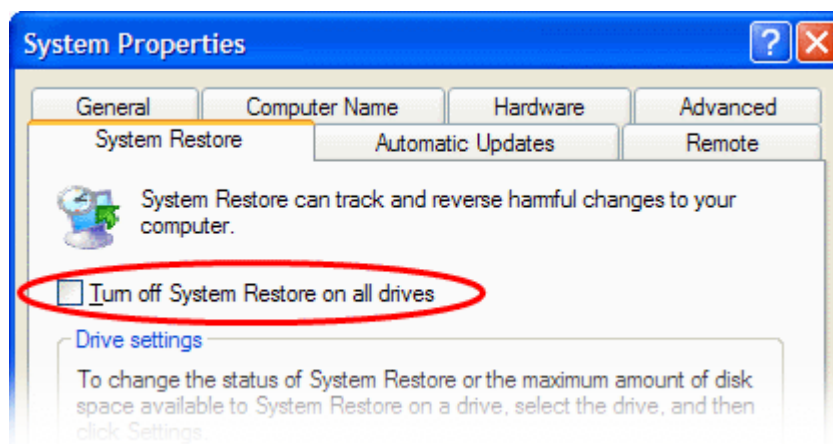 System Properties
General Computer Name Hardware Advanced
System Restore Automatic Updates Remote
System Restore can track and reverse harmful changes to your
computer.
Turn off System Restore on all drives
Drive settings
To change the status of System Restore or the maximum amount of disk
space available to System Restore on a drive, select the drive, and then
click Settings.